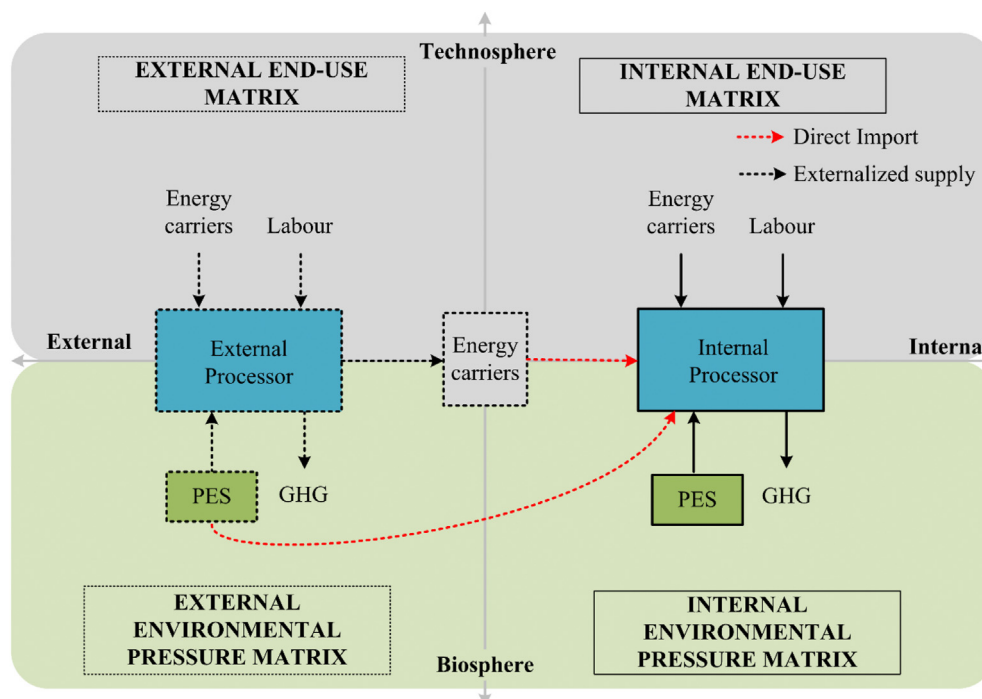 Technosphere
EXTERNAL END-USE
MATRIX
INTERNAL END-USE
MATRIX
Direct Import
Externalized supply
Energy
carriers
Labour
Energy
carriers
Labour
External
External
Processor
Energy
carriers
Internal
Processor
Internal
PES
GHG
PES
GHG
EXTERNAL
ENVIRONMENTAL
PRESSURE MATRIX
INTERNAL
ENVIRONMENTAL
PRESSURE MATRIX
Biosphere